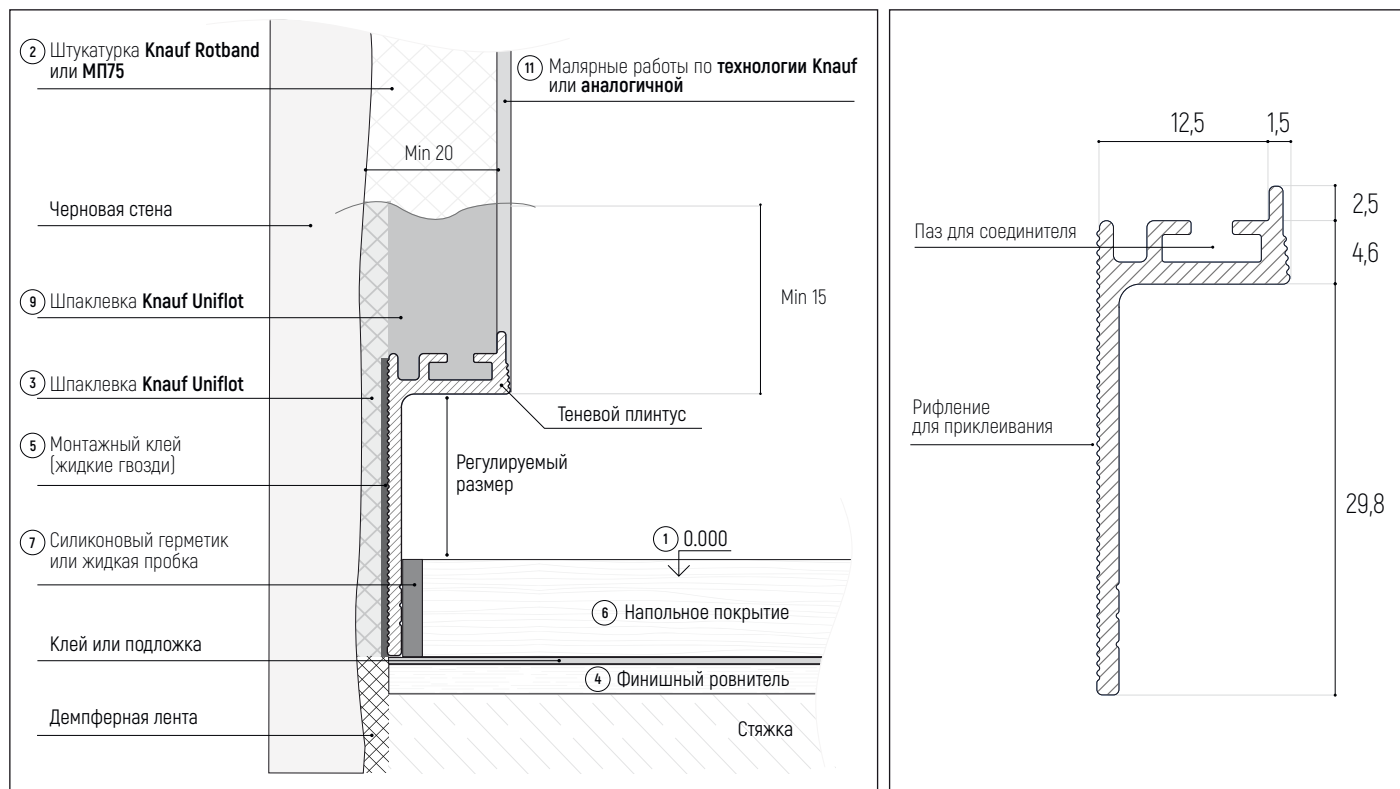 2 Штукатурка Knauf Rotband
или МП75
11 Малярные работы по технологии Knauf
или аналогичной
Min 20
Черновая стена
9 Шпаклевка Knauf Uniflot
Min 15
3 Шпаклевка Knauf Uniflot
Теневой плинтус
5 Монтажный клей
(жидкие гвозди)
Регулируемый
размер
7 Силиконовый герметик
или жидкая пробка
1 0.000
6 Напольное покрытие
Клей или подложка
4 Финишный ровнитель
Демпферная лента
Стяжка
12,5
1,5
2,5
Паз для соединителя
4,6
Рифление
для приклеивания
29,8